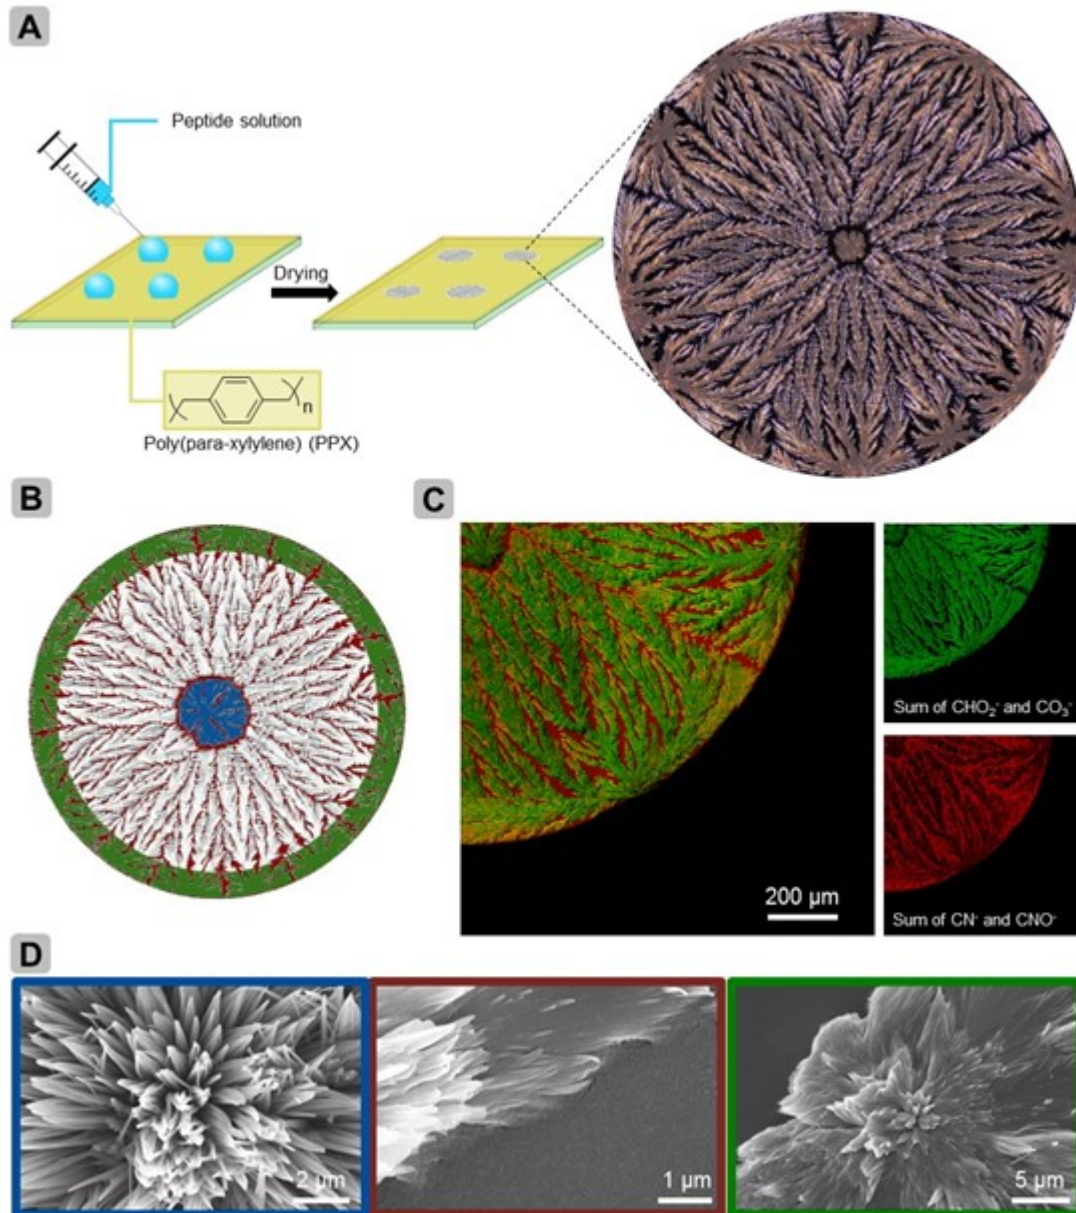 A
Peptide solution
Drying
n
Poly(para-xylylene) (PPX)
B
C
Sum of CHO₂⁻ and CO₃⁻
200 µm
Sum of CN⁻ and CNO⁻
D
2 µm
1 µm
5 µm